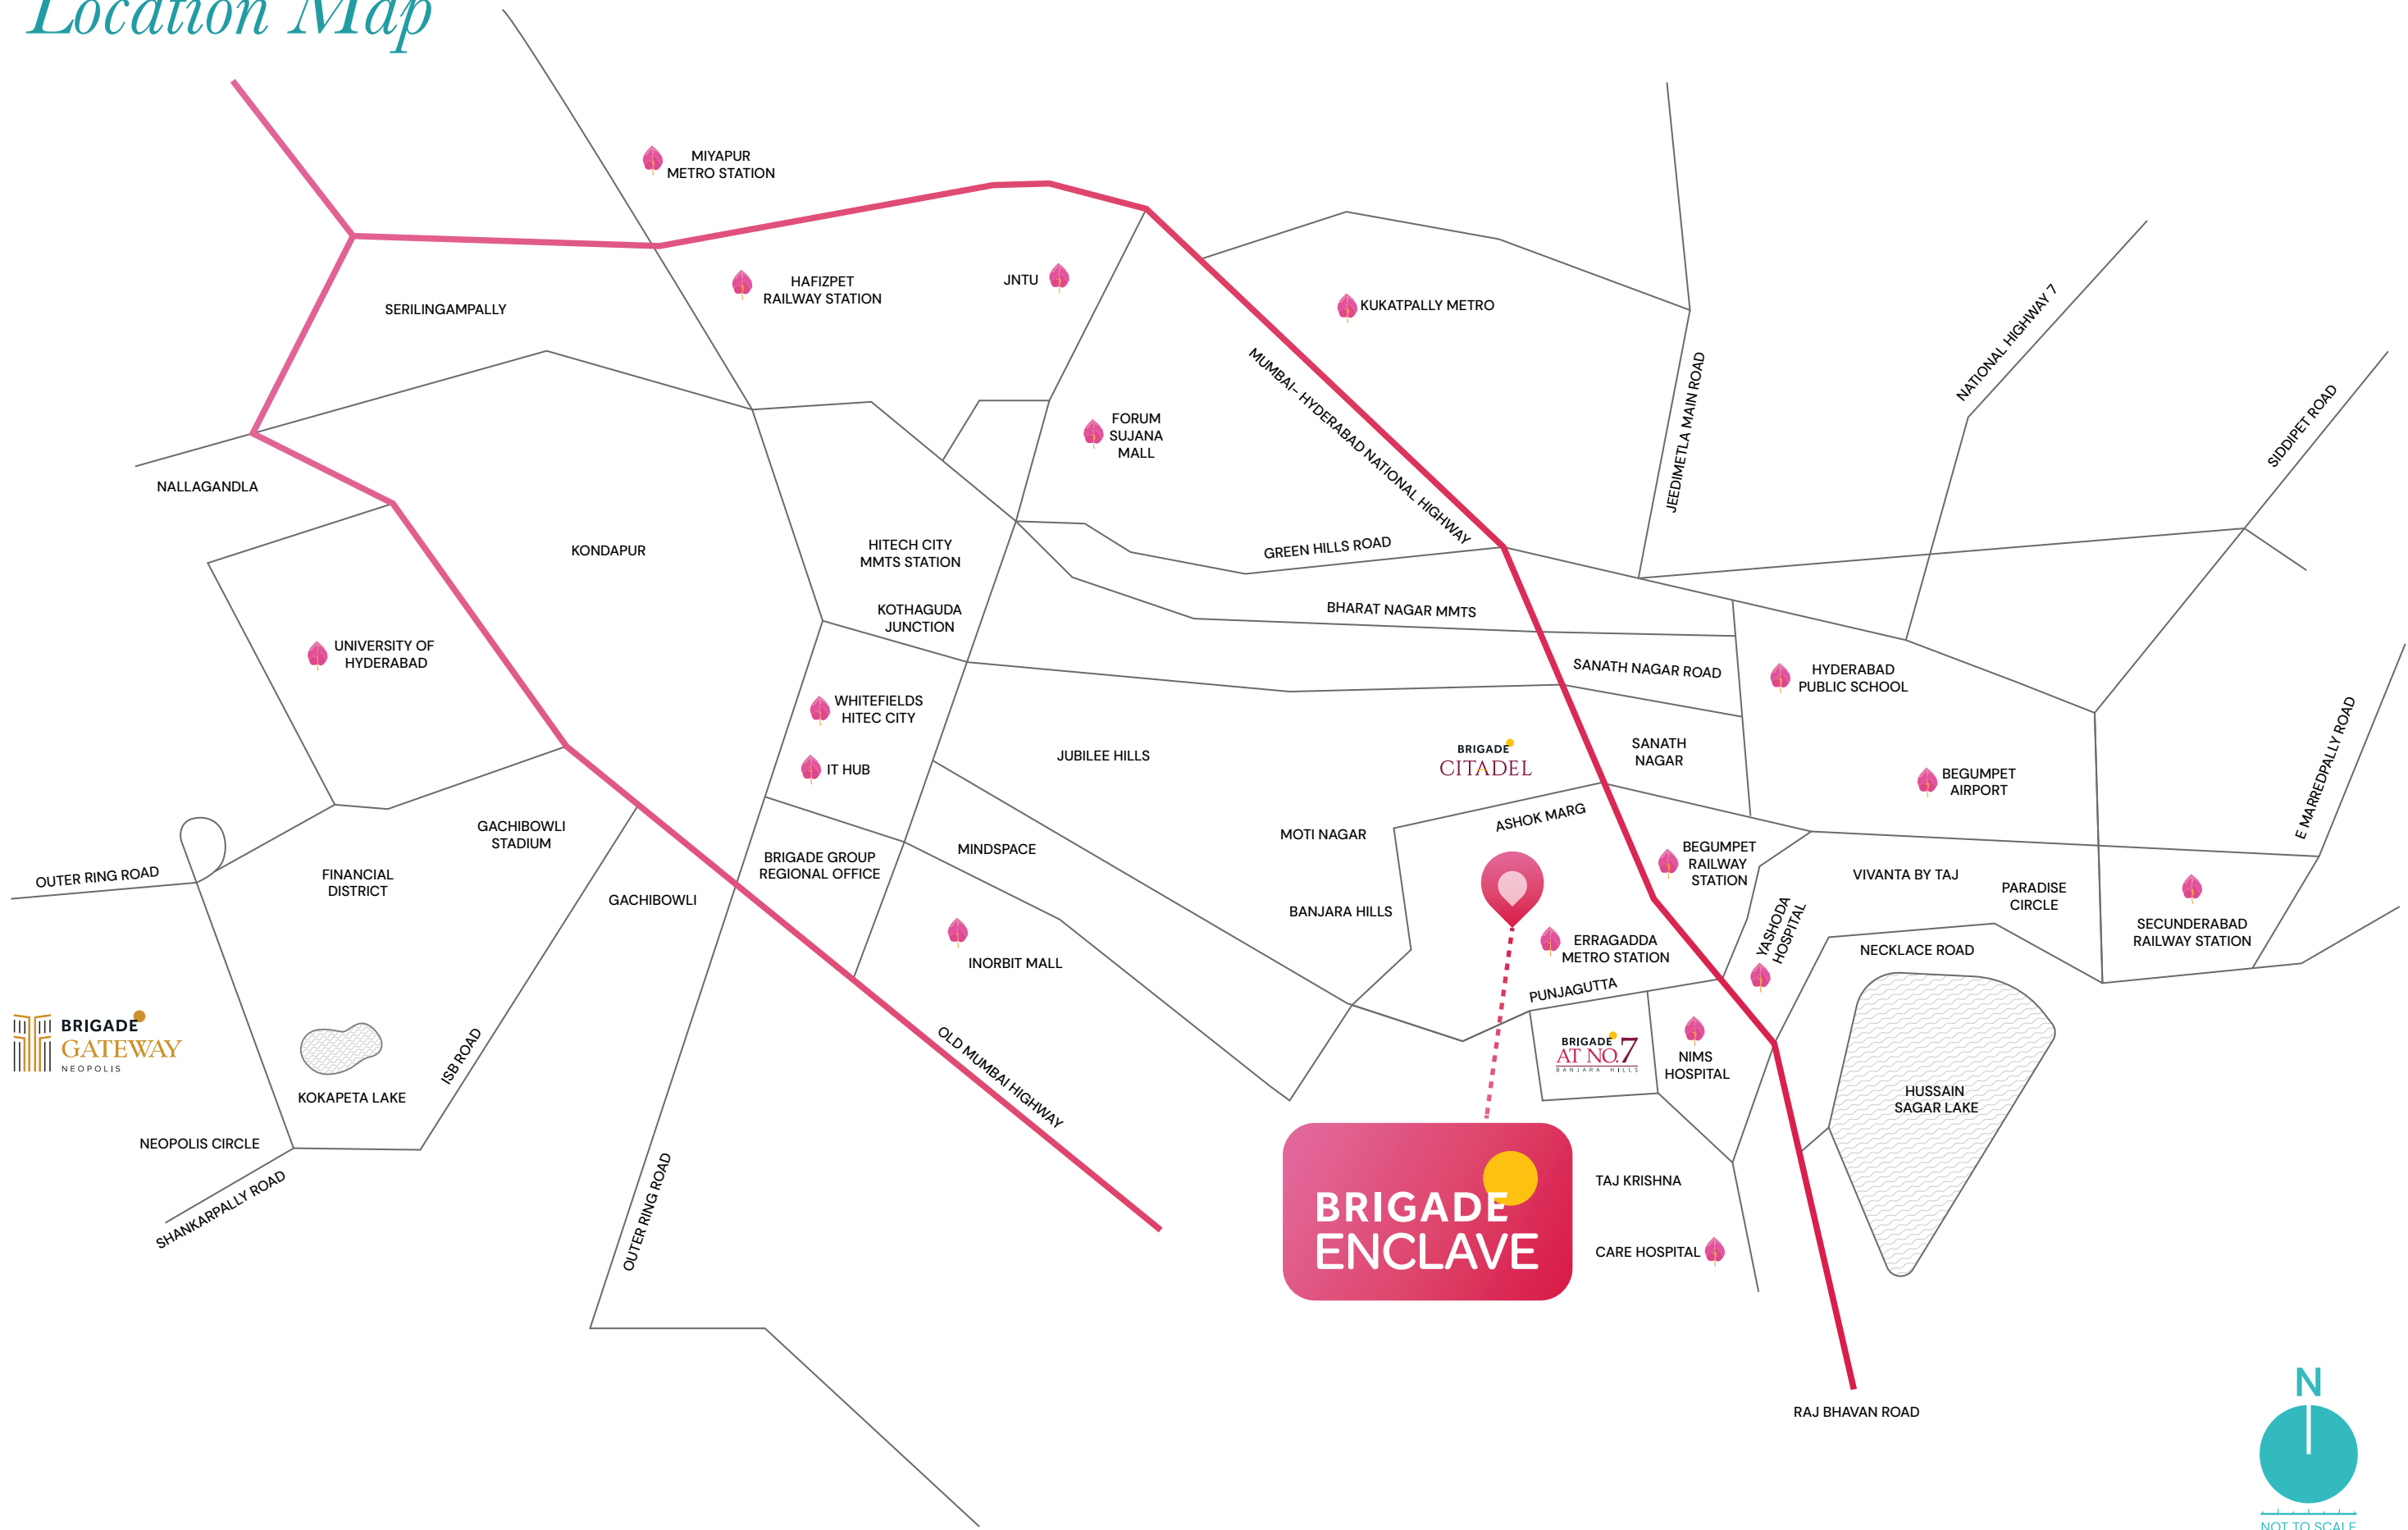 Location Map
MIYAPUR
METRO STATION
HAFIZPET
RAILWAY STATION
JNTU
SERILINGAMPALLY
KUKATPALLY METRO
NATIONAL HIGHWAY 7
MUMBAI- HYDERABAD NATIONAL HIGHWAY
JEEDIMETLA MAIN ROAD
SIDDIPET ROAD
FORUM
SUJANA
MALL
NALLAGANDLA
KONDAPUR
HITECH CITY
MMTS STATION
GREEN HILLS ROAD
KOTHAGUDA
JUNCTION
BHARAT NAGAR MMTS
UNIVERSITY OF
HYDERABAD
SANATH NAGAR ROAD
HYDERABAD
PUBLIC SCHOOL
WHITEFIELDS
HITEC CITY
IT HUB
JUBILEE HILLS
BRIGADE
CITADEL
SANATH
NAGAR
BEGUMPET
AIRPORT
E MARREDPALLY ROAD
GACHIBOWLI
STADIUM
MOTI NAGAR
ASHOK MARG
MINDSPACE
BRIGADE GROUP
REGIONAL OFFICE
BEGUMPET
RAILWAY
STATION
VIVANTA BY TAJ
OUTER RING ROAD
FINANCIAL
DISTRICT
GACHIBOWLI
BANJARA HILLS
PARADISE
CIRCLE
YASHODA
HOSPITAL
SECUNDERABAD
RAILWAY STATION
ERRAGADDA
METRO STATION
NECKLACE ROAD
INORBIT MALL
PUNJAGUTTA
BRIGADE
GATEWAY
NEOPOLIS
ISB ROAD
OLD MUMBAI HIGHWAY
BRIGADE
AT NO.7
BANJARA HILLS
NIMS
HOSPITAL
KOKAPETA LAKE
HUSSAIN
SAGAR LAKE
NEOPOLIS CIRCLE
SHANKARPALLY ROAD
OUTER RING ROAD
BRIGADE
ENCLAVE
TAJ KRISHNA
CARE HOSPITAL
RAJ BHAVAN ROAD
N
NOT TO SCALE